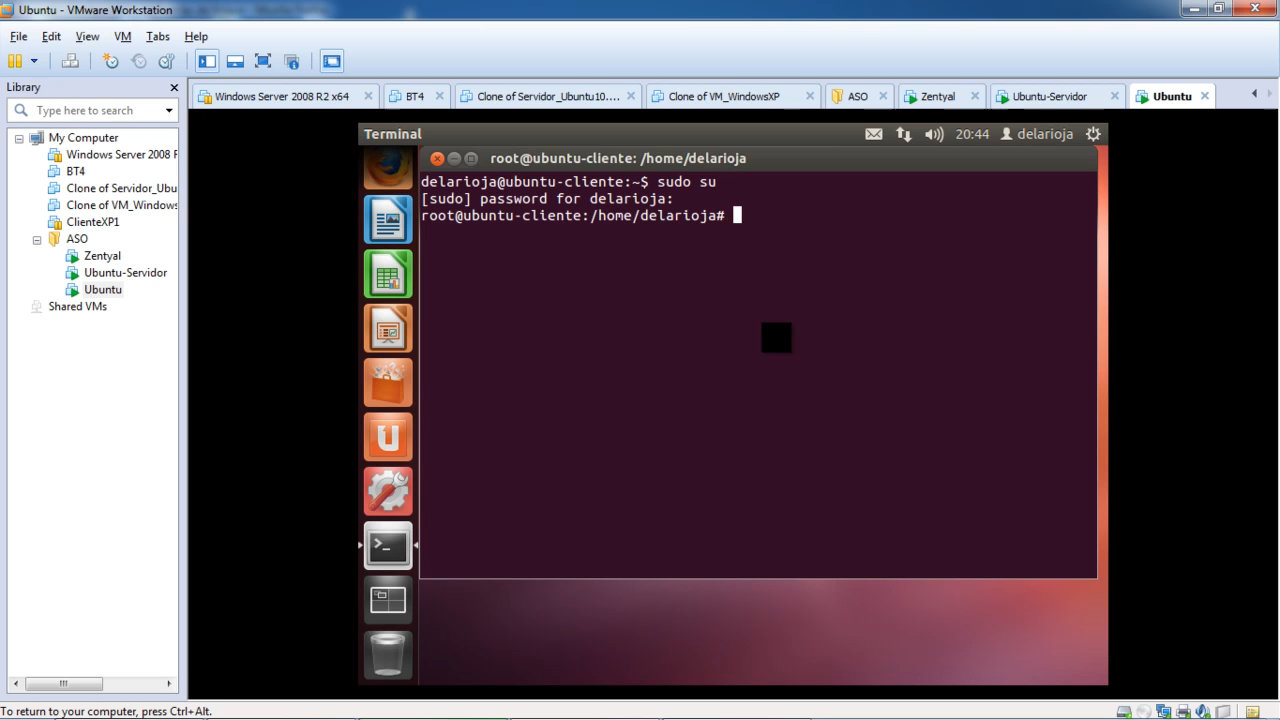 Ubuntu - VMware Workstation
File Edit View VM Tabs Help
Library
Type here to search
My Computer
Windows Server 2008 F
BT4
Clone of Servidor_Ubu
Clone of VM_Windows
ClienteXP1
ASO
Zentyal
Ubuntu-Servidor
Ubuntu
Shared VMs
Windows Server 2008 R2 x64 BT4 Clone of Servidor_Ubuntu10.... Clone of VM_WindowsXP ASO Zentyal Ubuntu-Servidor Ubuntu
Terminal 20:44 delarioja
root@ubuntu-cliente: /home/delarioja
delarioja@ubuntu-cliente:~$ sudo su
[sudo] password for delarioja:
root@ubuntu-cliente:/home/delarioja#
To return to your computer, press Ctrl+Alt.